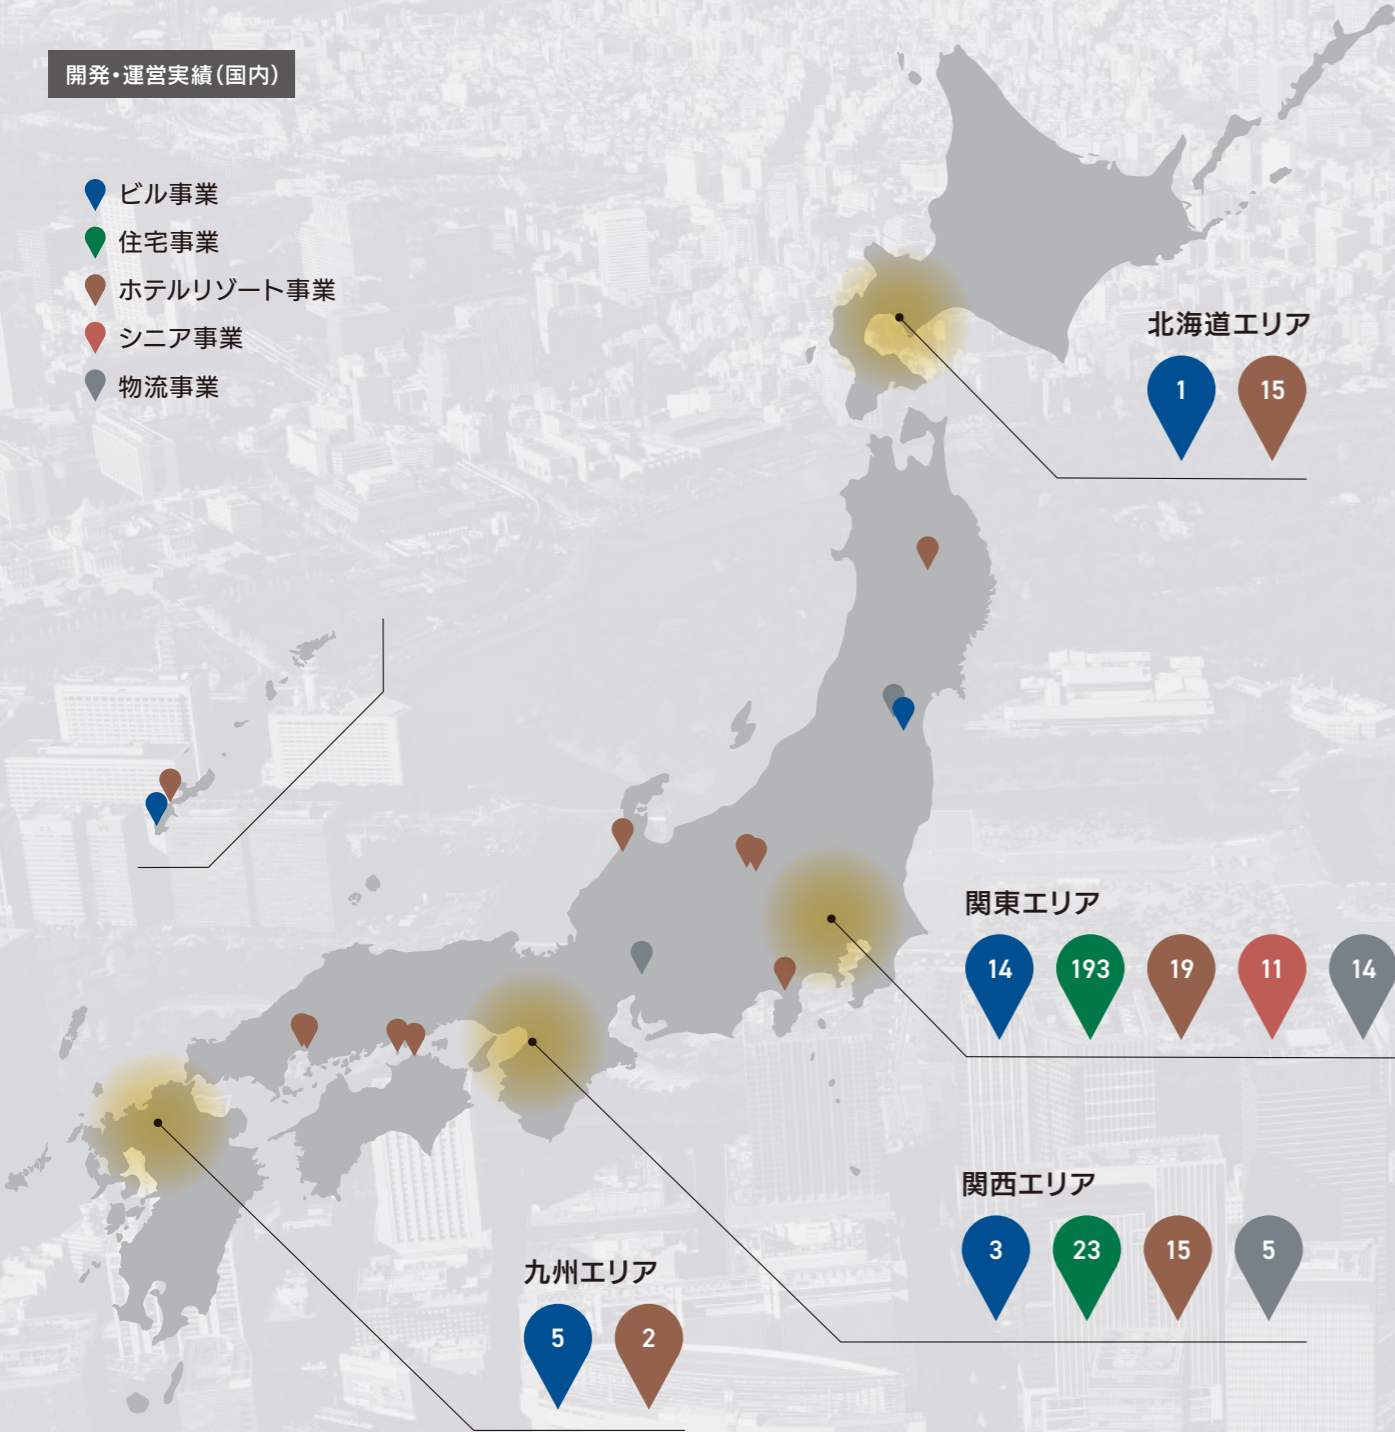 開発・運営実績(国内)
ビル事業
住宅事業
ホテルリゾート事業
シニア事業
物流事業
北海道エリア
1 15
関東エリア
14 193 19 11 14
関西エリア
3 23 15 5
九州エリア
5 2